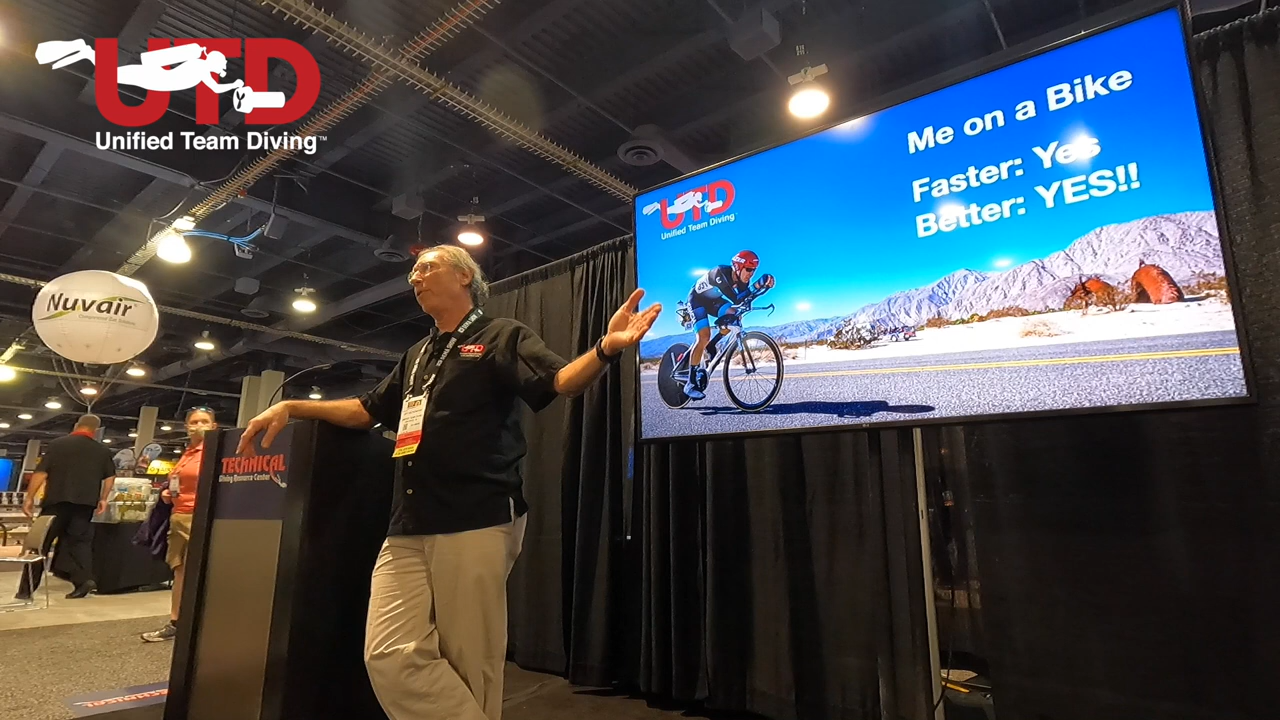 UTD
Unified Team Diving™
Me on a Bike
Faster: Yes
Better: YES!!
UTD
Unified Team Diving
Nuvair
TECHNICAL
Diving Resource Center